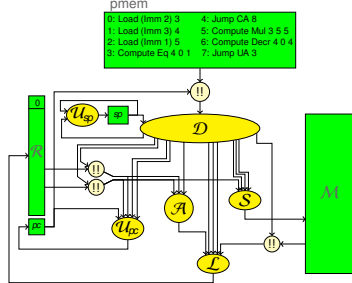 pmem
0: Load (Imm 2) 3 4: Jump CA 8
1: Load (Imm 3) 4 5: Compute Mul 3 5 5
2: Load (Imm 1) 5 6: Compute Decr 4 0 4
3: Compute Eq 4 0 1 7: Jump UA 3
!!
0
U sp
sp
D
R
!!
!!
M
A
S
pc
U pc
!!
L